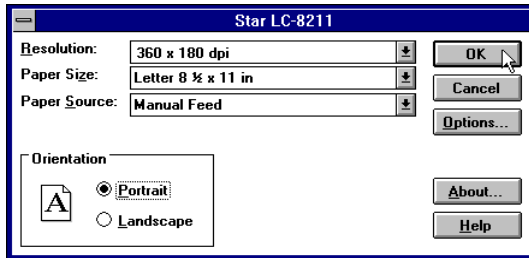 Star LC-8211
Resolution: 360 x 180 dpi OK
Paper Size: Letter 8 ½ x 11 in Cancel
Paper Source: Manual Feed Options...
Orientation
A Portrait About...
Landscape Help